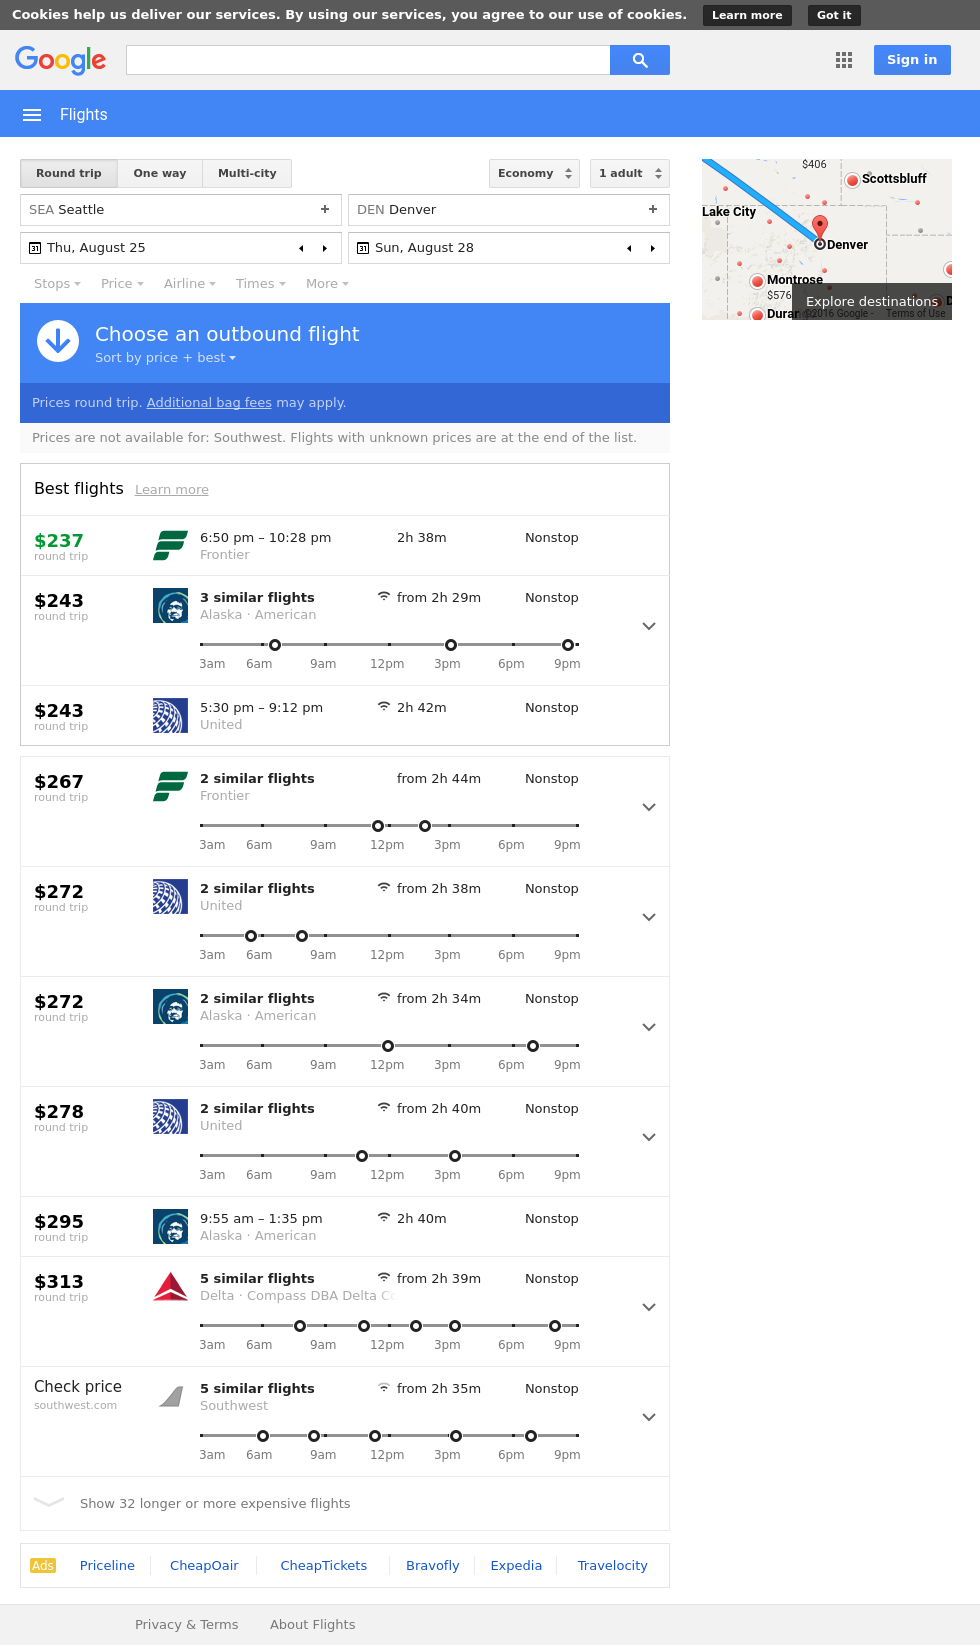 Cookies help us deliver our services. By using our services, you agree to our use of cookies. Learn more Got it
Google Sign in
Flights
Round trip One way Multi-city Economy 1 adult
SEA Seattle + DEN Denver +
31 Thu, August 25 31 Sun, August 28
Stops Price Airline Times More
$406
Scottsbluff
Lake City
Denver
Montrose
$576
Explore destinations
Duran ©2016 Google - Terms of Use
Choose an outbound flight
Sort by price + best
Prices round trip. Additional bag fees may apply.
Prices are not available for: Southwest. Flights with unknown prices are at the end of the list.
Best flights Learn more
$237 6:50 pm – 10:28 pm 2h 38m Nonstop
round trip Frontier
$243 3 similar flights from 2h 29m Nonstop
round trip Alaska · American
3am 6am 9am 12pm 3pm 6pm 9pm
$243 5:30 pm – 9:12 pm 2h 42m Nonstop
round trip United
$267 2 similar flights from 2h 44m Nonstop
round trip Frontier
3am 6am 9am 12pm 3pm 6pm 9pm
$272 2 similar flights from 2h 38m Nonstop
round trip United
3am 6am 9am 12pm 3pm 6pm 9pm
$272 2 similar flights from 2h 34m Nonstop
round trip Alaska · American
3am 6am 9am 12pm 3pm 6pm 9pm
$278 2 similar flights from 2h 40m Nonstop
round trip United
3am 6am 9am 12pm 3pm 6pm 9pm
$295 9:55 am – 1:35 pm 2h 40m Nonstop
round trip Alaska · American
$313 5 similar flights from 2h 39m Nonstop
round trip Delta · Compass DBA Delta Co
3am 6am 9am 12pm 3pm 6pm 9pm
Check price 5 similar flights from 2h 35m Nonstop
southwest.com Southwest
3am 6am 9am 12pm 3pm 6pm 9pm
Show 32 longer or more expensive flights
Ads Priceline CheapOair CheapTickets Bravofly Expedia Travelocity
Privacy & Terms About Flights